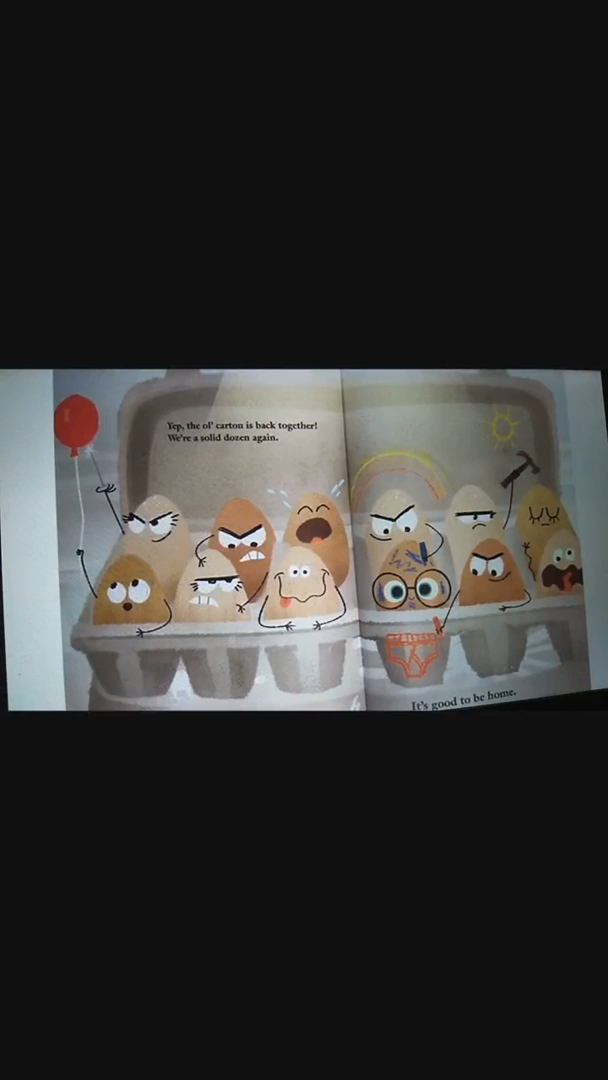 Yep, the ol' carton is back together!
We're a solid dozen again.
It's good to be home.